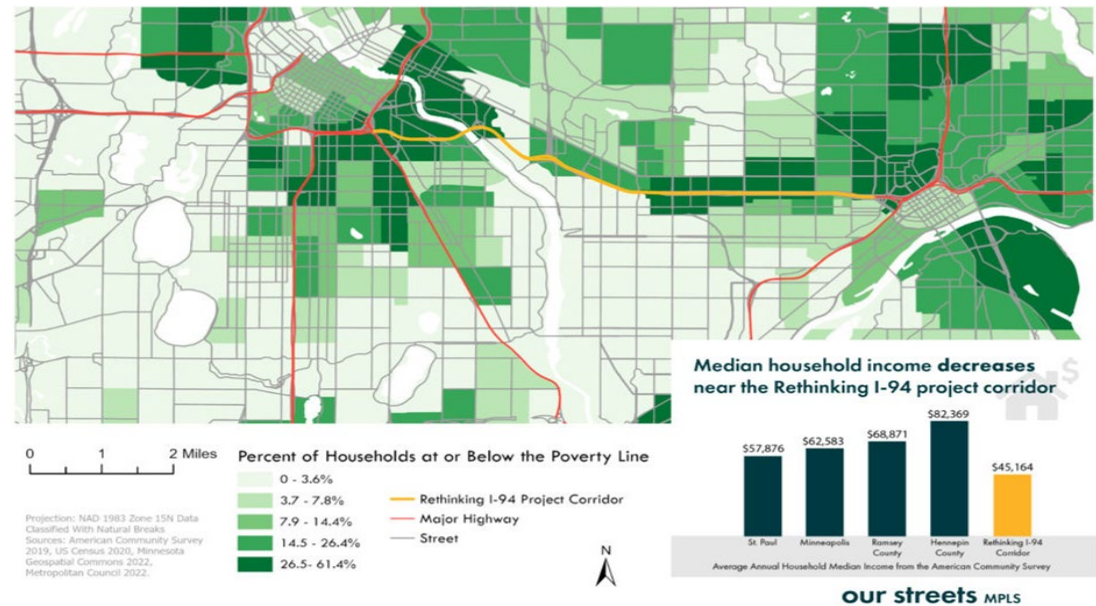 Median household income decreases
near the Rethinking I-94 project corridor
$57,876
$62,583
$68,871
$82,369
$45,164
St. Paul
Minneapolis
Ramsey
County
Hennepin
County
Rethinking I-94
Corridor
Average Annual Household Median Income from the American Community Survey
0 1 2 Miles
Percent of Households at or Below the Poverty Line
0 - 3.6%
3.7 - 7.8%
7.9 - 14.4%
14.5 - 26.4%
26.5- 61.4%
Rethinking I-94 Project Corridor
Major Highway
Street
Projection: NAD 1983 Zone 15N Data
Classified With Natural Breaks
Sources: American Community Survey
2019, US Census 2020, Minnesota
Geospatial Commons 2022,
Metropolitan Council 2022.
N
$
our streets MPLS